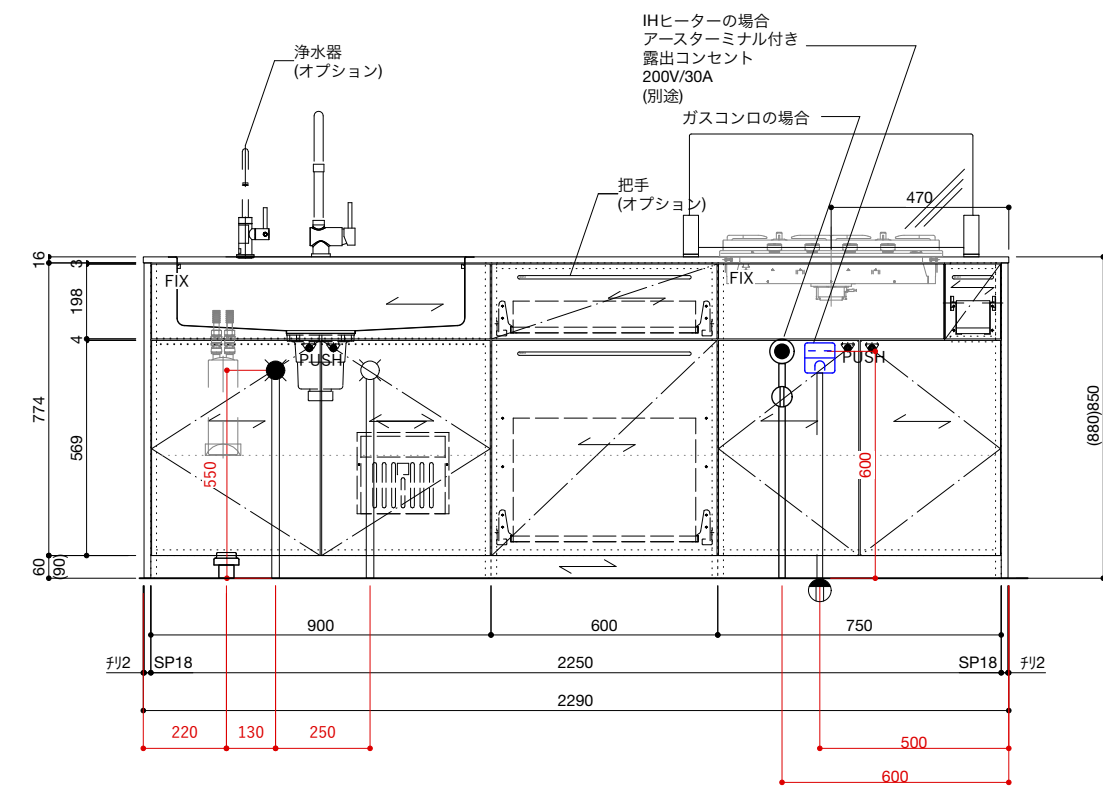 IHヒーターの場合
アースターミナル付き
露出コンセント
200V/30A
(別途)
ガスコンロの場合
浄水器
(オプション)
把手
(オプション)
470
16
3
198
4
774
569
60
(90)
(880)850
FIX
FIX
PUSH
PUSH
550
600
900
600
750
ﾁﾘ2
SP18
2250
SP18
ﾁﾘ2
2290
220
130
250
500
600